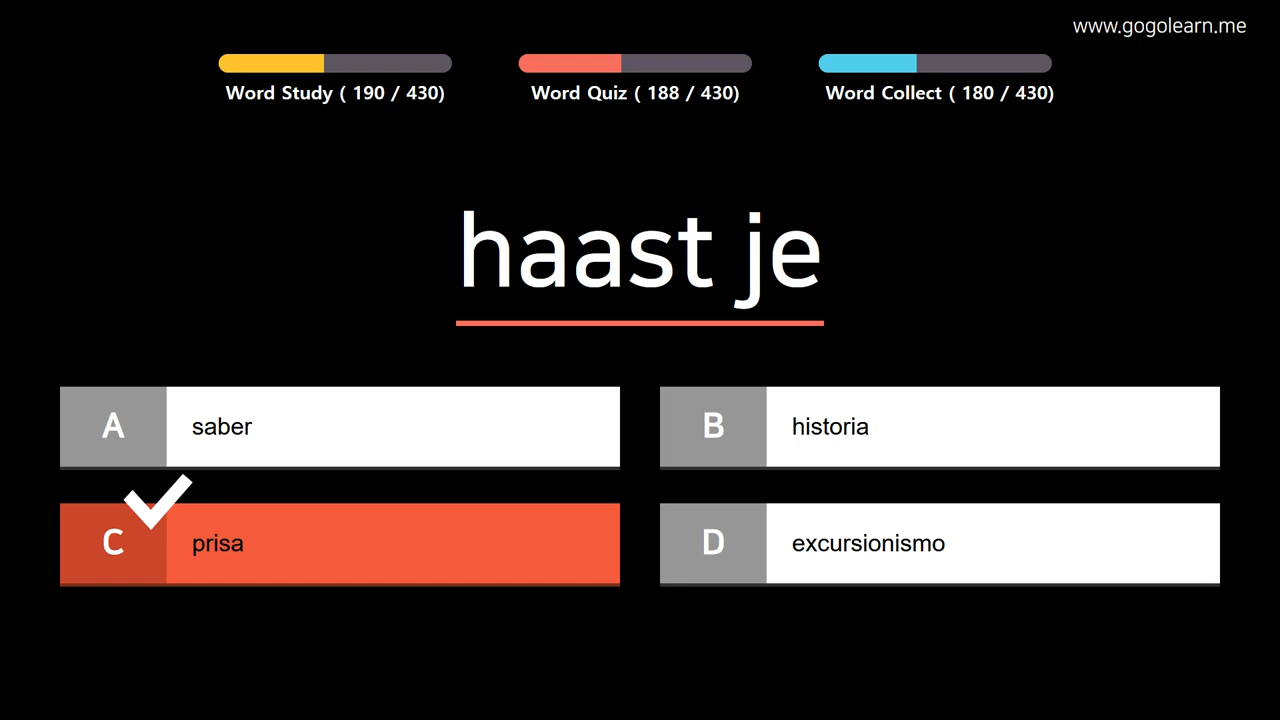 www.gogolearn.me
Word Study ( 190 / 430)
Word Quiz ( 188 / 430)
Word Collect ( 180 / 430)
haast je
A saber
B historia
C prisa
D excursionismo